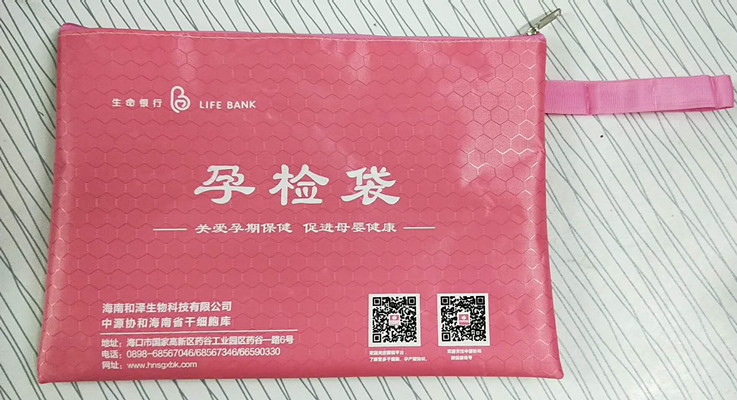 生命银行 LIFE BANK
孕检袋
关爱孕期保健 促进母婴健康
海南和泽生物科技有限公司
中源协和海南省干细胞库
地址：海口市国家高新区药谷工业园区药谷一路6号
电话：0898-68567046/68567346/66590330
网址：www.hnsgxbk.com